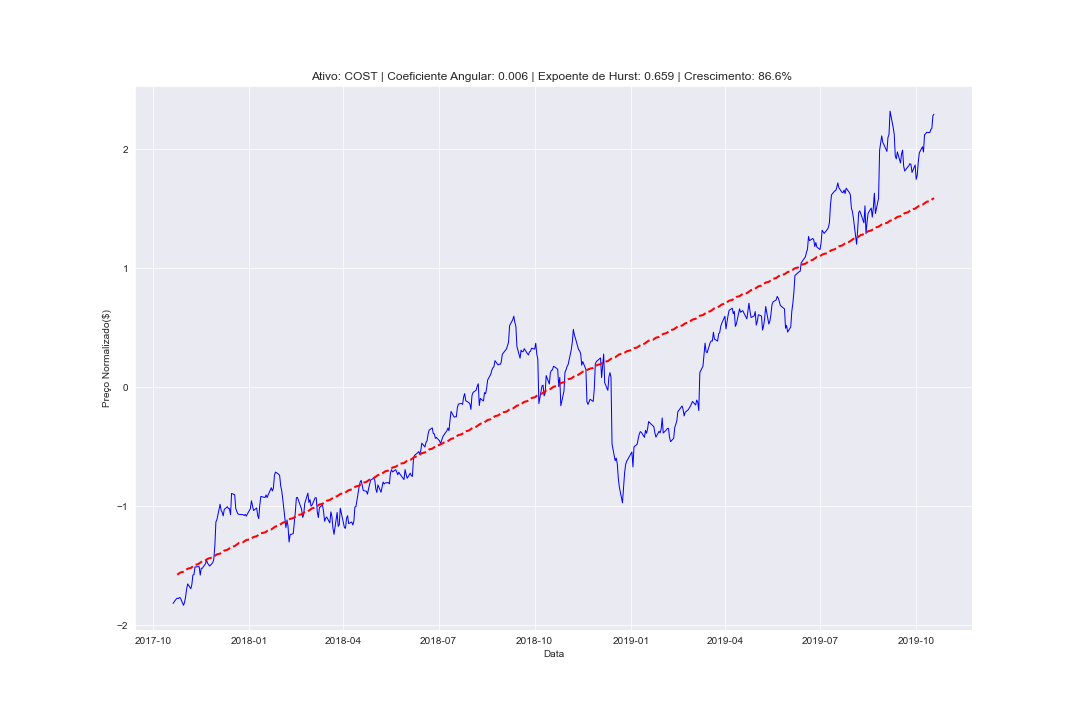 Ativo: COST | Coeficiente Angular: 0.006 | Expoente de Hurst: 0.659 | Crescimento: 86.6%
Preço Normalizado($)
2
1
0
−1
−2
2017-10 2018-01 2018-04 2018-07 2018-10 2019-01 2019-04 2019-07 2019-10
Data